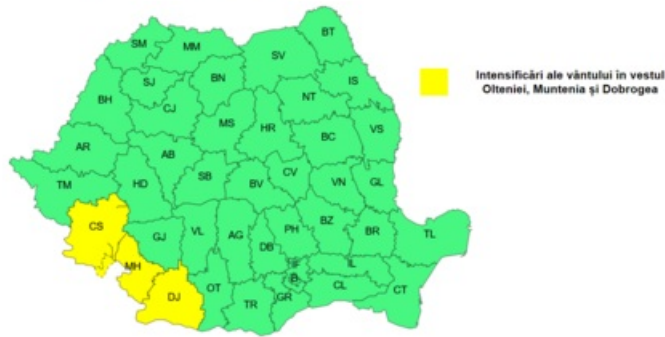 BT
SM
MM
SV
SJ
BN
IS
BH
CJ
NT
MS
HR
VS
AR
AB
BC
TM
HD
SB
BV
CV
VN
GL
CS
GJ
VL
AG
DB
PH
BZ
BR
TL
MH
IF
B
IL
DJ
OT
TR
GR
CL
CT
Intensificări ale vântului în vestul
Olteniei, Muntenia și Dobrogea